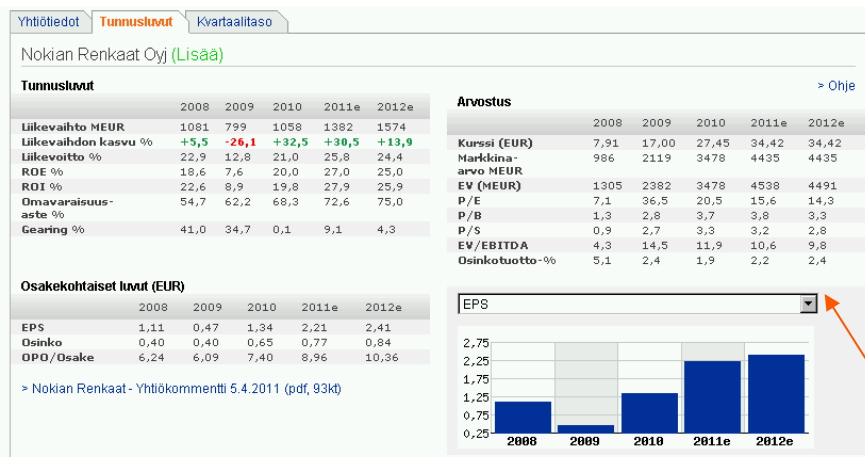 Yhtiötiedot Tunnusluvut Kvartaalitaso
Nokian Renkaat Oyj (Lisää)
> Ohje
Tunnusluvut
2008 2009 2010 2011e 2012e
Liikevaihto MEUR 1081 799 1058 1382 1574
Liikevaihdon kasvu % +5,5 -26,1 +32,5 +30,5 +13,9
Liikevoitto % 22,9 12,8 21,0 25,8 24,4
ROE % 18,6 7,6 20,0 27,0 25,0
ROI % 22,6 8,9 19,8 27,9 25,9
Omavaraisuus-
aste % 54,7 62,2 68,3 72,6 75,0
Gearing % 41,0 34,7 0,1 9,1 4,3
Osakekohtaiset luvut (EUR)
2008 2009 2010 2011e 2012e
EPS 1,11 0,47 1,34 2,21 2,41
Osinko 0,40 0,40 0,65 0,77 0,84
OPO/Osake 6,24 6,09 7,40 8,96 10,36
> Nokian Renkaat - Yhtiökommentti 5.4.2011 (pdf, 93kt)
Arvostus
2008 2009 2010 2011e 2012e
Kurssi (EUR) 7,91 17,00 27,45 34,42 34,42
Markkina-
arvo MEUR 986 2119 3478 4435 4435
EV (MEUR) 1305 2382 3478 4538 4491
P/E 7,1 36,5 20,5 15,6 14,3
P/B 1,3 2,8 3,7 3,8 3,3
P/S 0,9 2,7 3,3 3,2 2,8
EV/EBITDA 4,3 14,5 11,9 10,6 9,8
Osinkotuotto-% 5,1 2,4 1,9 2,2 2,4
EPS
2,75
2,25
1,75
1,25
0,75
0,25
2008 2009 2010 2011e 2012e